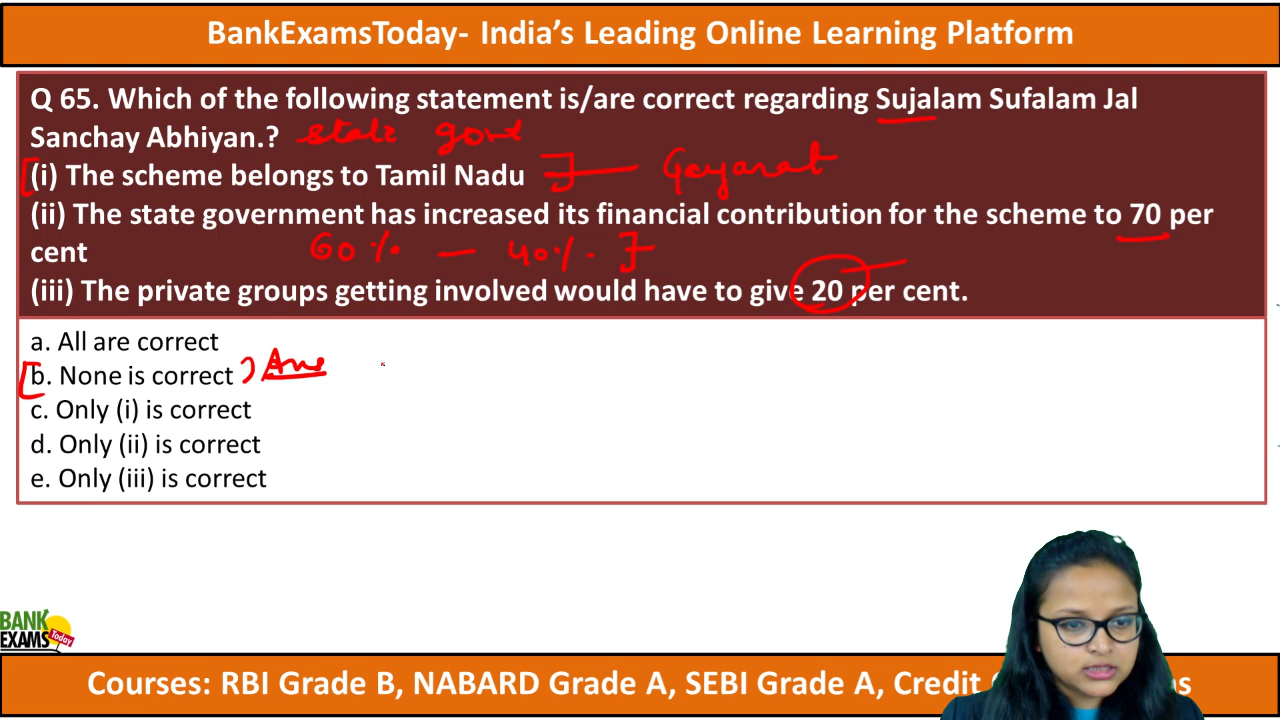 BankExamsToday- India's Leading Online Learning Platform
Q 65. Which of the following statement is/are correct regarding Sujalam Sufalam Jal
Sanchay Abhiyan.? state govt
(i) The scheme belongs to Tamil Nadu Gujarat
(ii) The state government has increased its financial contribution for the scheme to 70 per
cent 60% — 40%.
(iii) The private groups getting involved would have to give 20 per cent.
a. All are correct
b. None is correct Ans
c. Only (i) is correct
d. Only (ii) is correct
e. Only (iii) is correct
BANK
EXAMS Today
Courses: RBI Grade B, NABARD Grade A, SEBI Grade A, Credit